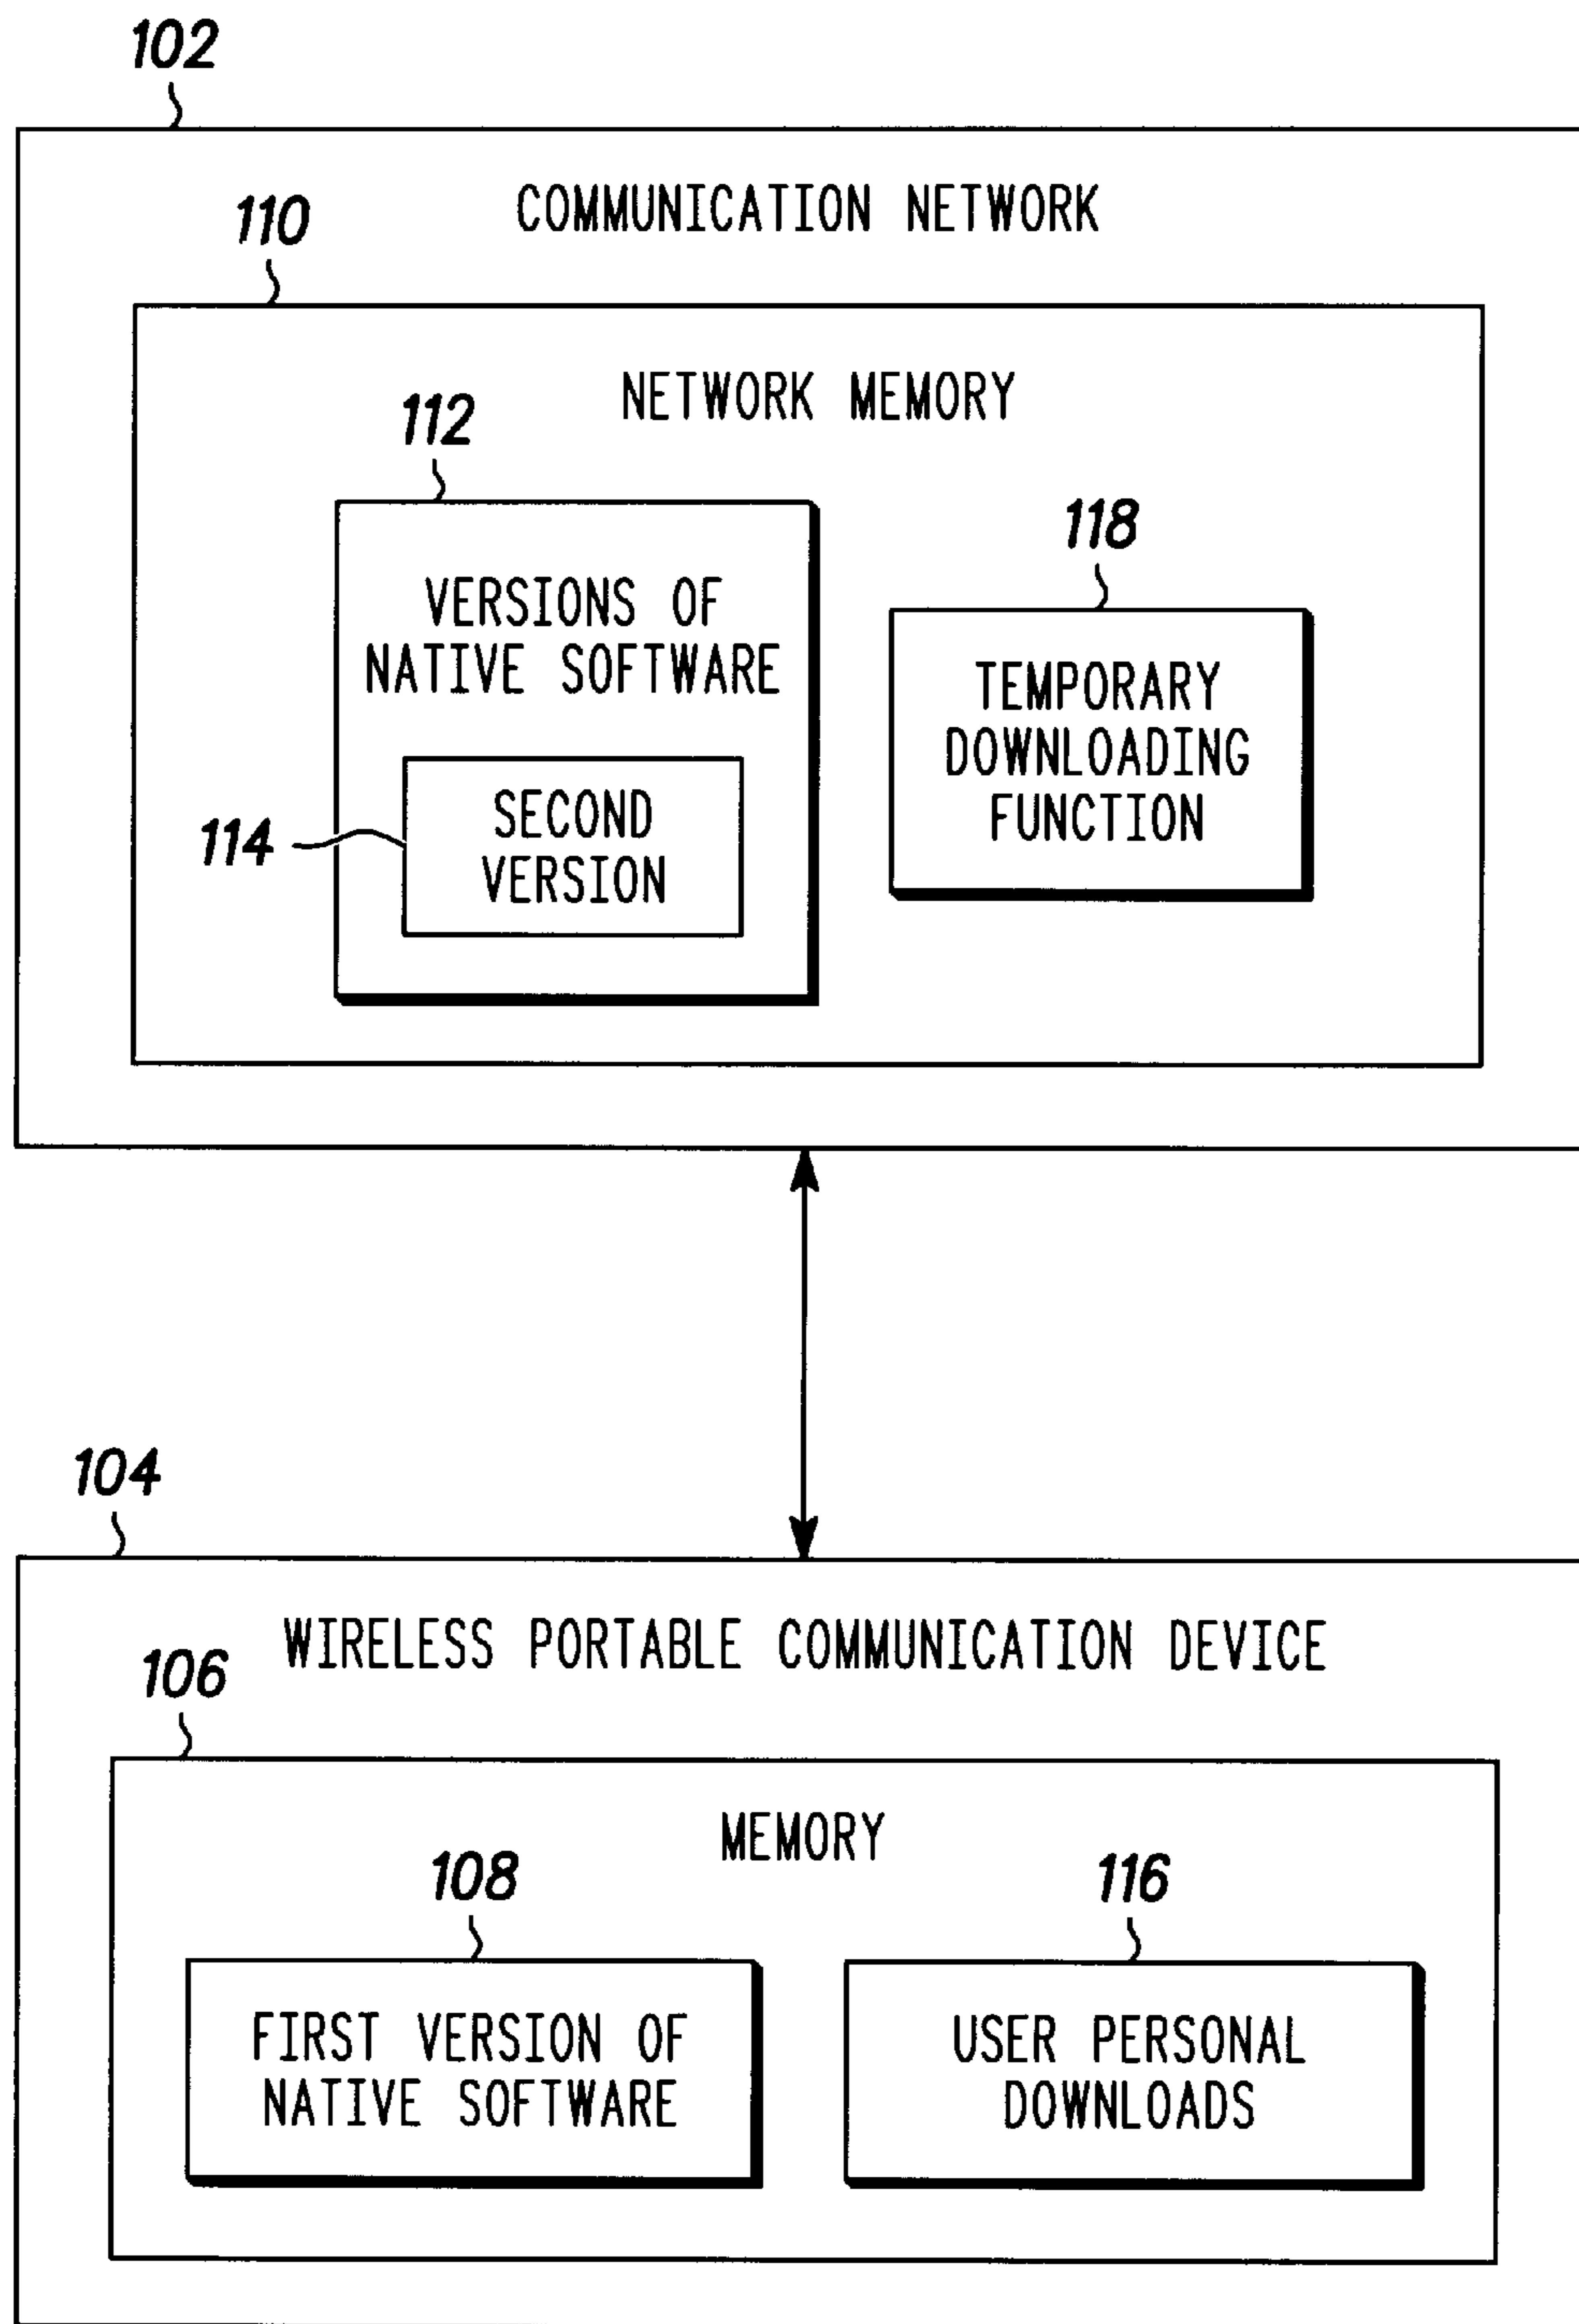 102
COMMUNICATION NETWORK
110
NETWORK MEMORY
112
VERSIONS OF
NATIVE SOFTWARE
118
TEMPORARY
DOWNLOADING
FUNCTION
114
SECOND
VERSION
104
WIRELESS PORTABLE COMMUNICATION DEVICE
106
MEMORY
108
FIRST VERSION OF
NATIVE SOFTWARE
116
USER PERSONAL
DOWNLOADS